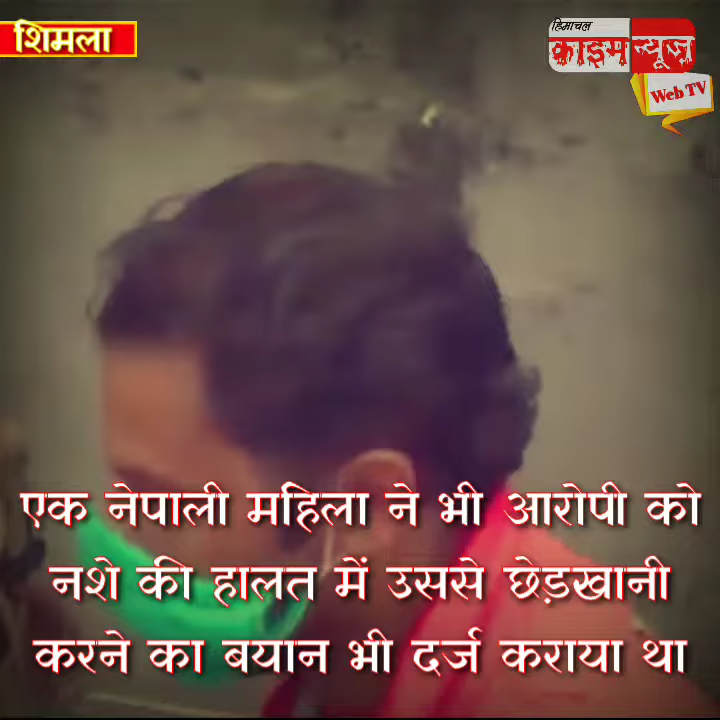 शिमला
हिमाचल
क्राइम न्यूज़
Web TV
एक नेपाली महिला ने भी आरोपी को
नशे की हालत में उससे छेड़खानी
करने का बयान भी दर्ज कराया था